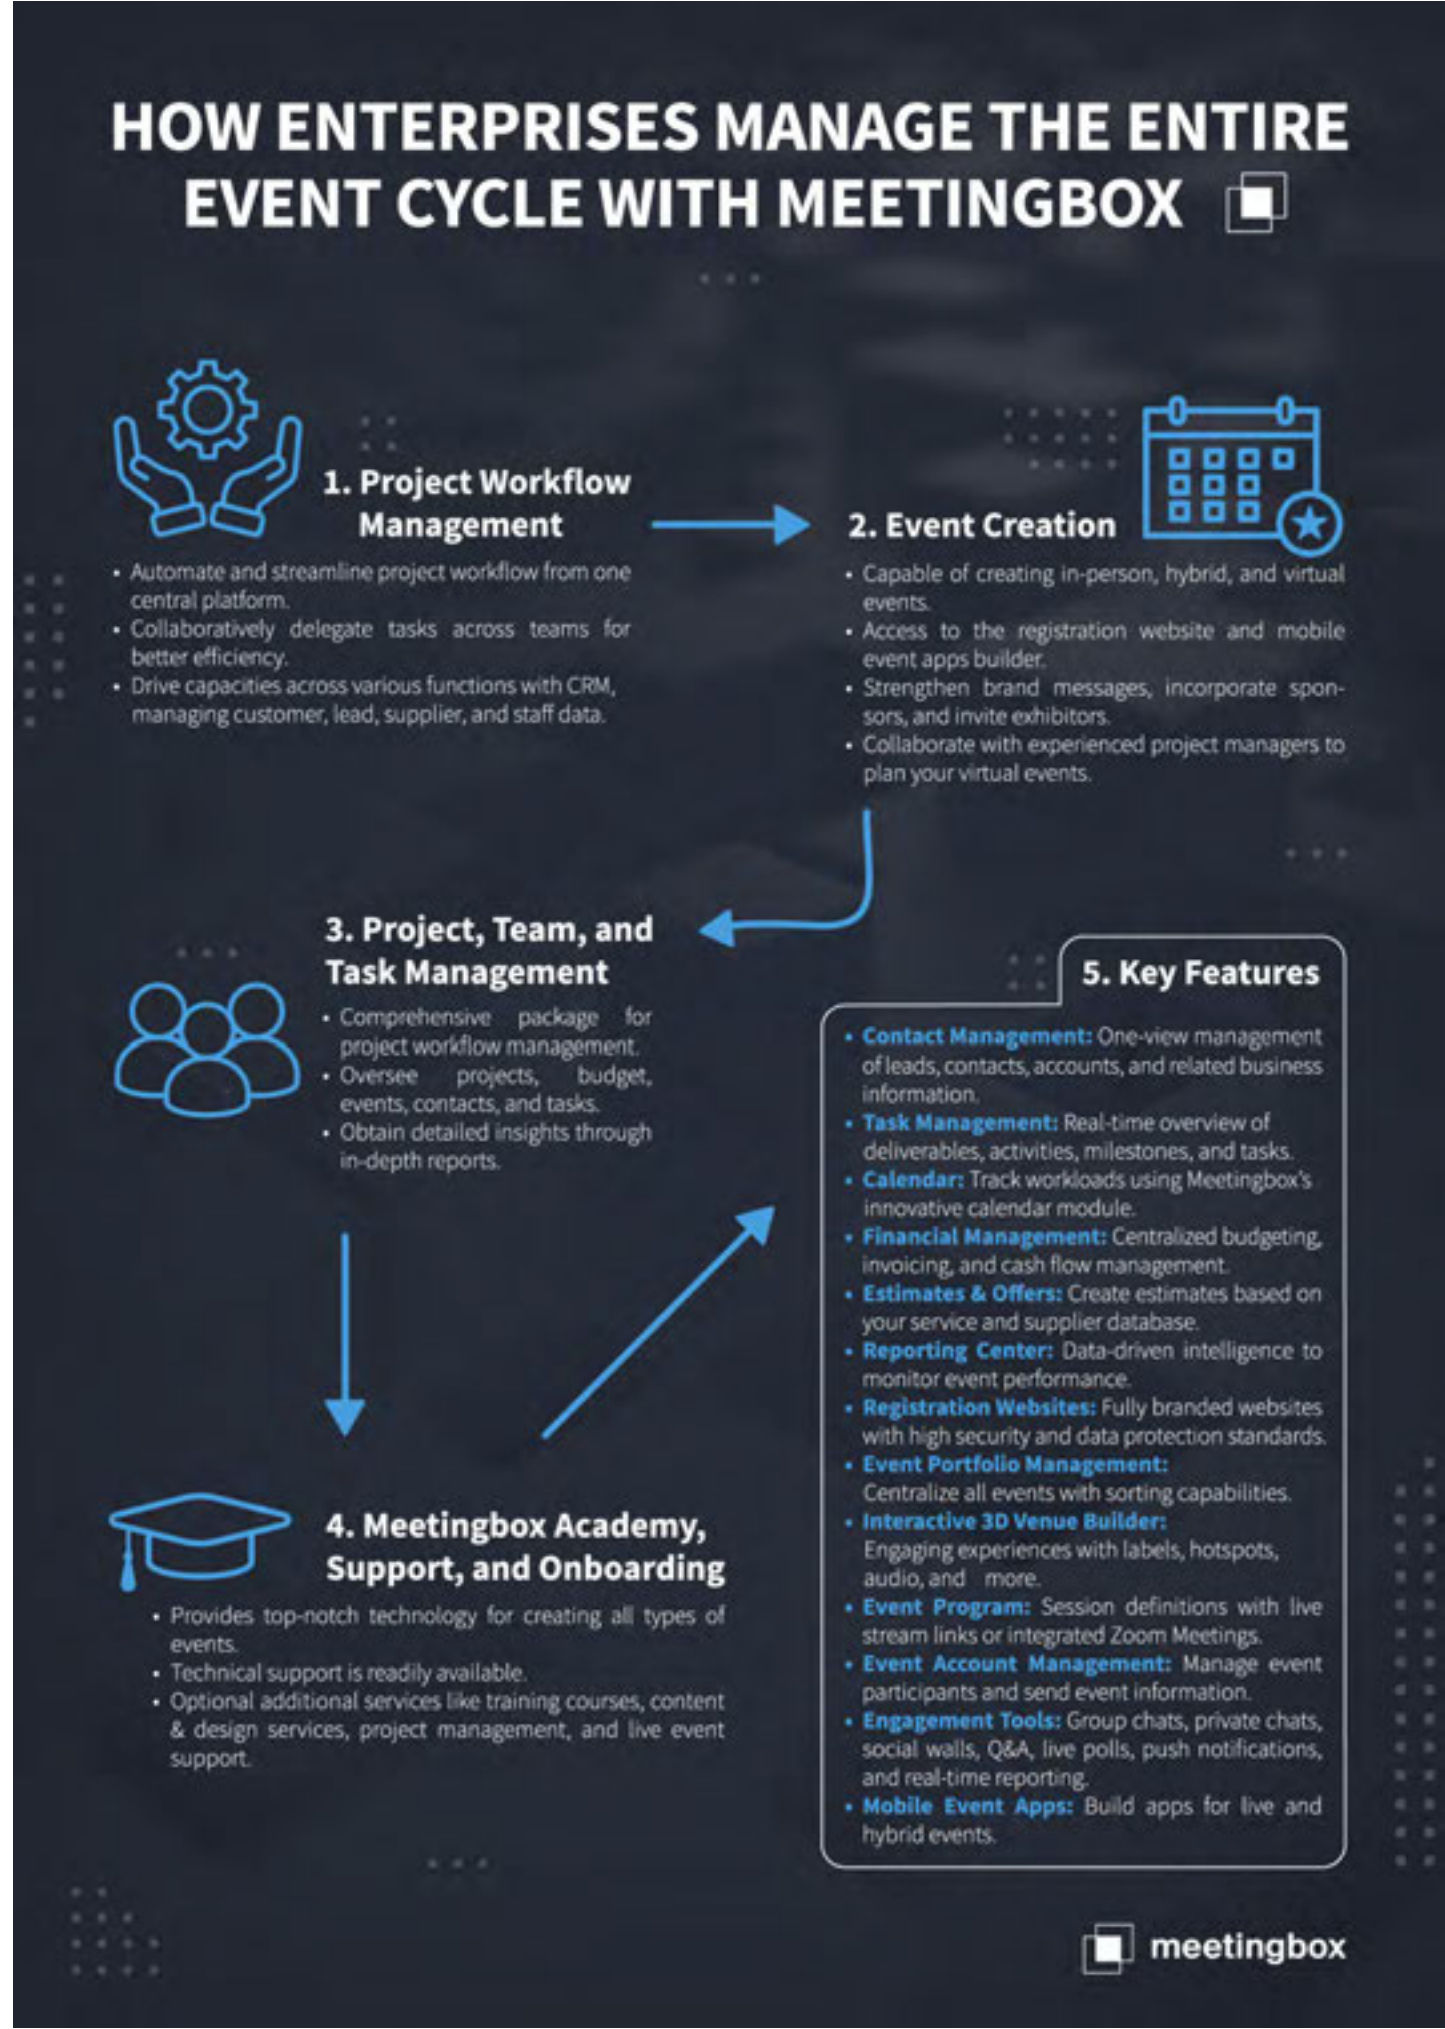 HOW ENTERPRISES MANAGE THE ENTIRE
EVENT CYCLE WITH MEETINGBOX
1. Project Workflow
Management
• Automate and streamline project workflow from one
central platform.
• Collaboratively delegate tasks across teams for
better efficiency.
• Drive capacities across various functions with CRM,
managing customer, lead, supplier, and staff data.
2. Event Creation
• Capable of creating in-person, hybrid, and virtual
events.
• Access to the registration website and mobile
event apps builder.
• Strengthen brand messages, incorporate spon-
sors, and invite exhibitors.
• Collaborate with experienced project managers to
plan your virtual events.
3. Project, Team, and
Task Management
• Comprehensive package for
project workflow management.
• Oversee projects, budget,
events, contacts, and tasks.
• Obtain detailed insights through
in-depth reports.
4. Meetingbox Academy,
Support, and Onboarding
• Provides top-notch technology for creating all types of
events.
• Technical support is readily available.
• Optional additional services like training courses, content
& design services, project management, and live event
support.
5. Key Features
• Contact Management: One-view management
of leads, contacts, accounts, and related business
information.
• Task Management: Real-time overview of
deliverables, activities, milestones, and tasks.
• Calendar: Track workloads using Meetingbox's
innovative calendar module.
• Financial Management: Centralized budgeting,
invoicing, and cash flow management.
• Estimates & Offers: Create estimates based on
your service and supplier database.
• Reporting Center: Data-driven intelligence to
monitor event performance.
• Registration Websites: Fully branded websites
with high security and data protection standards.
• Event Portfolio Management:
Centralize all events with sorting capabilities.
• Interactive 3D Venue Builder:
Engaging experiences with labels, hotspots,
audio, and more.
• Event Program: Session definitions with live
stream links or integrated Zoom Meetings.
• Event Account Management: Manage event
participants and send event information.
• Engagement Tools: Group chats, private chats,
social walls, Q&A, live polls, push notifications,
and real-time reporting.
• Mobile Event Apps: Build apps for live and
hybrid events.
meetingbox